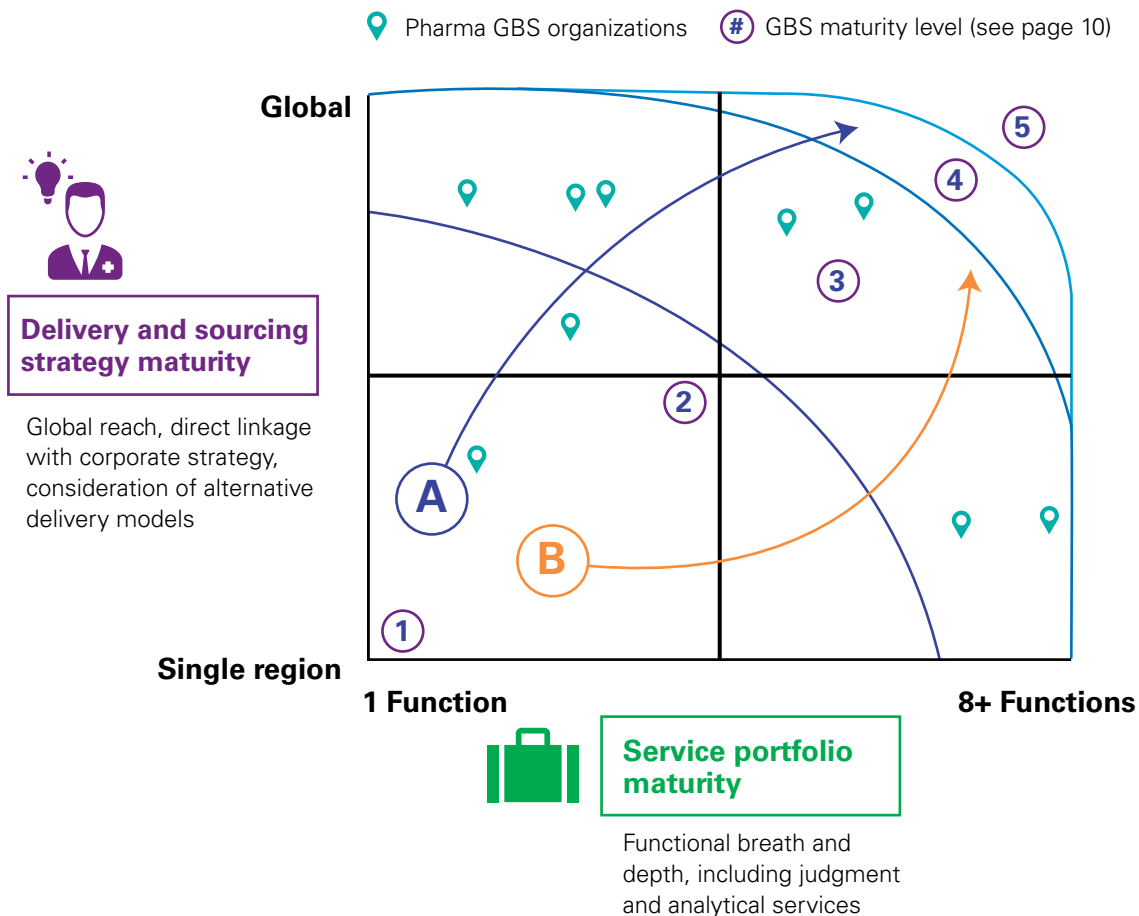 Pharma GBS organizations
# GBS maturity level (see page 10)
Global
5
4
3
Delivery and sourcing
strategy maturity
Global reach, direct linkage
with corporate strategy,
consideration of alternative
delivery models
2
A
B
1
Single region
1 Function
8+ Functions
Service portfolio
maturity
Functional breath and
depth, including judgment
and analytical services